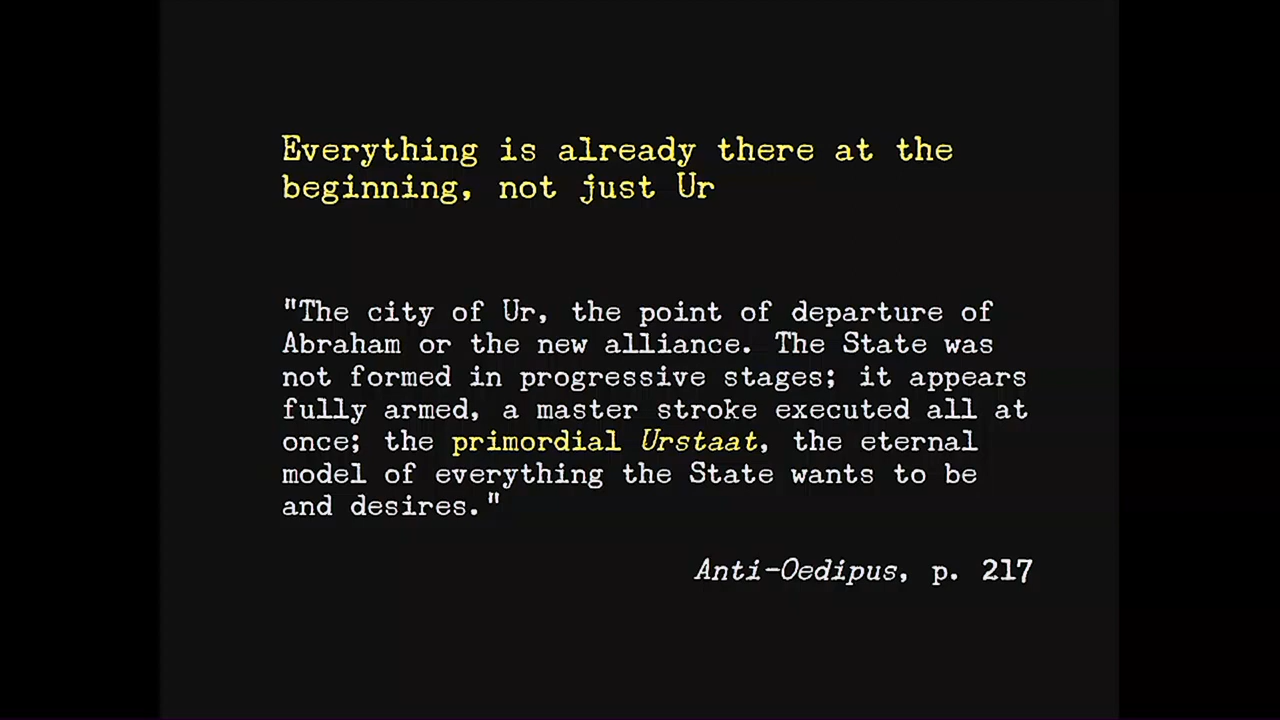 Everything is already there at the
beginning, not just Ur
"The city of Ur, the point of departure of
Abraham or the new alliance. The State was
not formed in progressive stages; it appears
fully armed, a master stroke executed all at
once; the primordial Urstaat, the eternal
model of everything the State wants to be
and desires."
Anti-Oedipus, p. 217